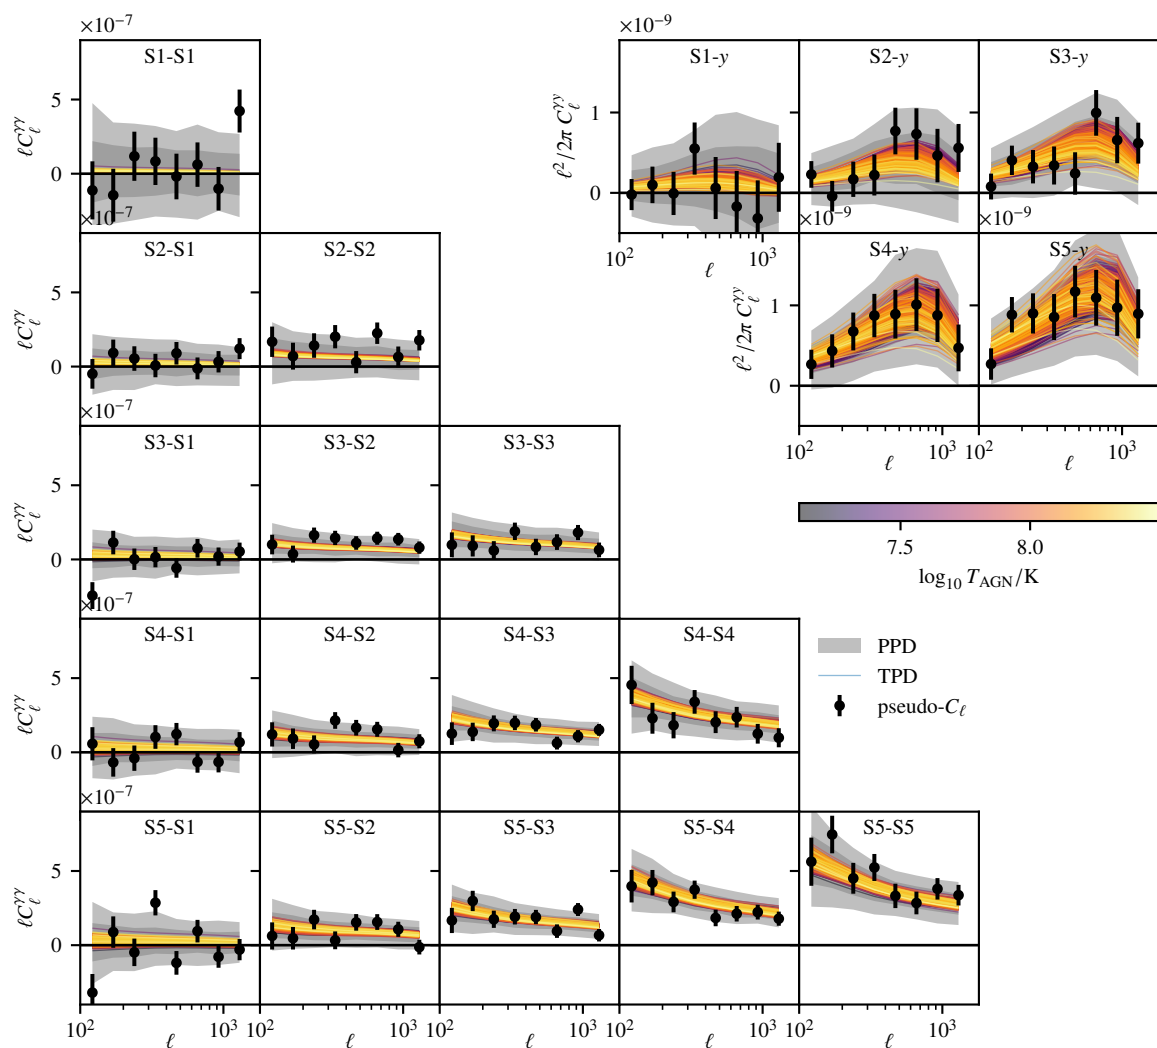 ×10⁻⁷
×10⁻⁹
S1-S1
S1-y
S2-y
S3-y
5
0
ℓC_ℓ^γγ
1
0
ℓ²/2π C_ℓ^γy
×10⁻⁷
×10⁻⁹
×10⁻⁹
10²
10³
ℓ
S2-S1
S2-S2
S4-y
S5-y
5
0
ℓC_ℓ^γγ
1
0
ℓ²/2π C_ℓ^γy
×10⁻⁷
10²
10³
10²
10³
ℓ
ℓ
S3-S1
S3-S2
S3-S3
5
0
ℓC_ℓ^γγ
7.5
8.0
log₁₀ T_AGN/K
×10⁻⁷
S4-S1
S4-S2
S4-S3
S4-S4
5
0
ℓC_ℓ^γγ
PPD
TPD
pseudo-C_ℓ
×10⁻⁷
S5-S1
S5-S2
S5-S3
S5-S4
S5-S5
5
0
ℓC_ℓ^γγ
10²
10³
10²
10³
10²
10³
10²
10³
10²
10³
ℓ
ℓ
ℓ
ℓ
ℓ